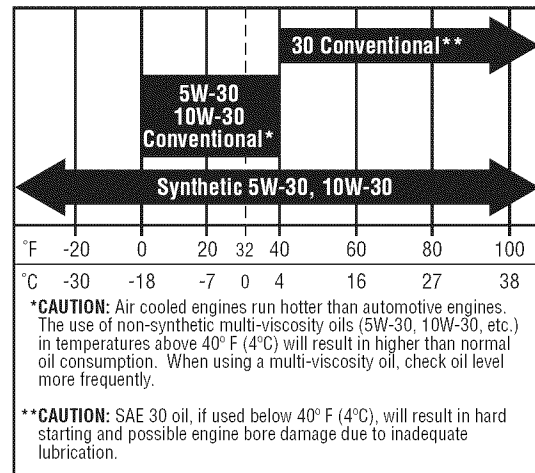 30 Conventional**
5W-30
10W-30
Conventional*
Synthetic 5W-30, 10W-30
°F -20 0 20 32 40 60 80 100
°C -30 -18 -7 0 4 16 27 38
*CAUTION: Air cooled engines run hotter than automotive engines.
The use of non-synthetic multi-viscosity oils (5W-30, 10W-30, etc.)
in temperatures above 40º F (4ºC) will result in higher than normal
oil consumption. When using a multi-viscosity oil, check oil level
more frequently.
**CAUTION: SAE 30 oil, if used below 40º F (4ºC), will result in hard
starting and possible engine bore damage due to inadequate
lubrication.